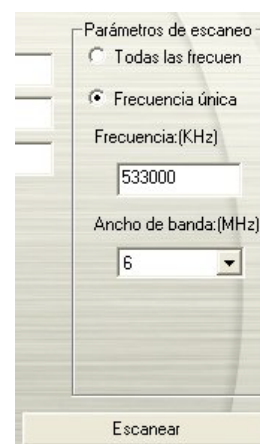 Parámetros de escaneo
Todas las frecuen
Frecuencia única
Frecuencia:(KHz)
533000
Ancho de banda:(MHz)
6
Escanear